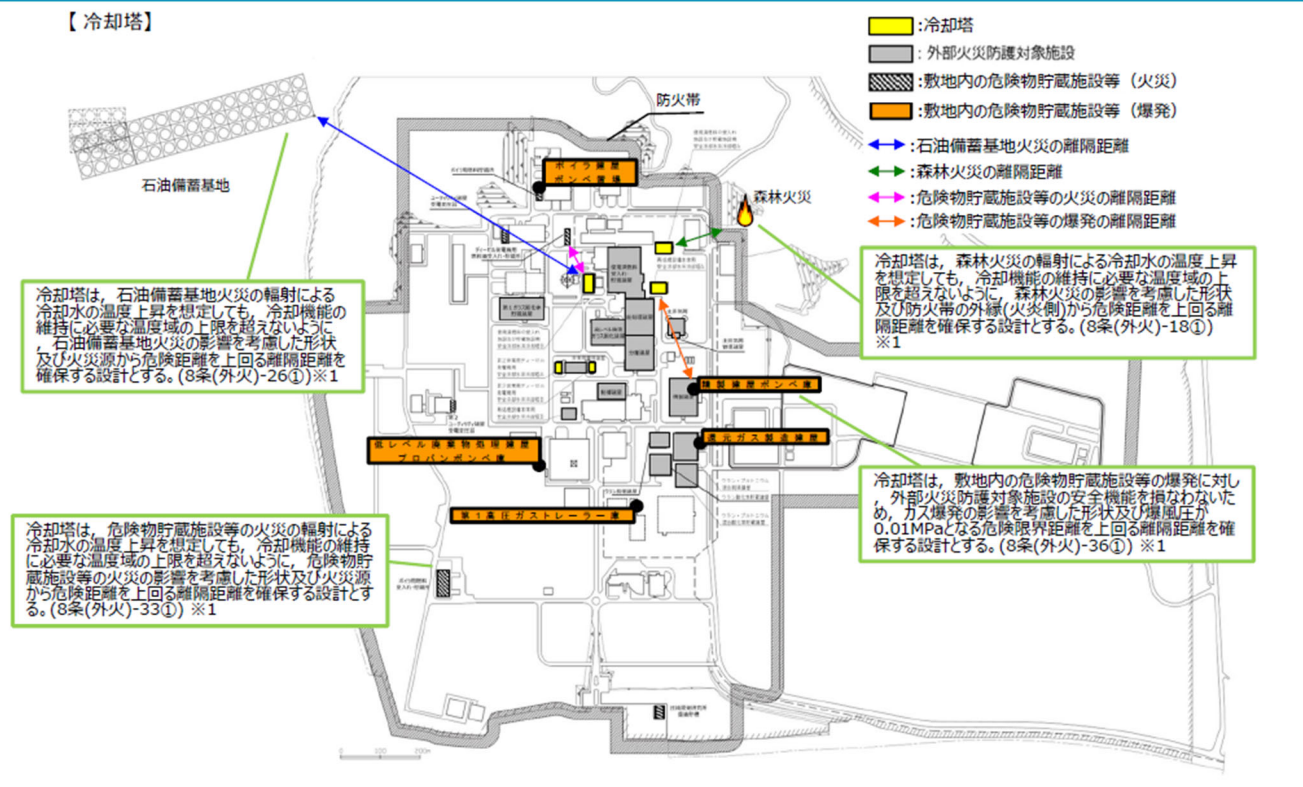 【 冷却塔】
:冷却塔
: 外部火災防護対象施設
:敷地内の危険物貯蔵施設等（火災）
:敷地内の危険物貯蔵施設等（爆発）
:石油備蓄基地火災の離隔距離
:森林火災の離隔距離
:危険物貯蔵施設等の火災の離隔距離
:危険物貯蔵施設等の爆発の離隔距離
防火帯
石油備蓄基地
ボイラ建屋
ボンベ置場
森林火災
冷却塔は，石油備蓄基地火災の輻射による
冷却水の温度上昇を想定しても，冷却機能の
維持に必要な温度域の上限を超えないように
，石油備蓄基地火災の影響を考慮した形状
及び火災源から危険距離を上回る離隔距離を
確保する設計とする。(8条(外火)-26①)※1
冷却塔は，森林火災の輻射による冷却水の温度上昇
を想定しても，冷却機能の維持に必要な温度域の上
限を超えないように，森林火災の影響を考慮した形状
及び防火帯の外縁(火炎側)から危険距離を上回る離
隔距離を確保する設計とする。(8条(外火)-18①)
※1
精製建屋ボンベ庫
還元ガス製造建屋
低レベル廃棄物処理建屋
プロパンボンベ庫
第1高圧ガストレーラー庫
冷却塔は，敷地内の危険物貯蔵施設等の爆発に対し
，外部火災防護対象施設の安全機能を損なわないた
め，ガス爆発の影響を考慮した形状及び爆風圧が
0.01MPaとなる危険限界距離を上回る離隔距離を確
保する設計とする。(8条(外火)-36①) ※1
冷却塔は，危険物貯蔵施設等の火災の輻射による
冷却水の温度上昇を想定しても，冷却機能の維持
に必要な温度域の上限を超えないように，危険物貯
蔵施設等の火災の影響を考慮した形状及び火災源
から危険距離を上回る離隔距離を確保する設計とす
る。(8条(外火)-33①) ※1
0 100 200m